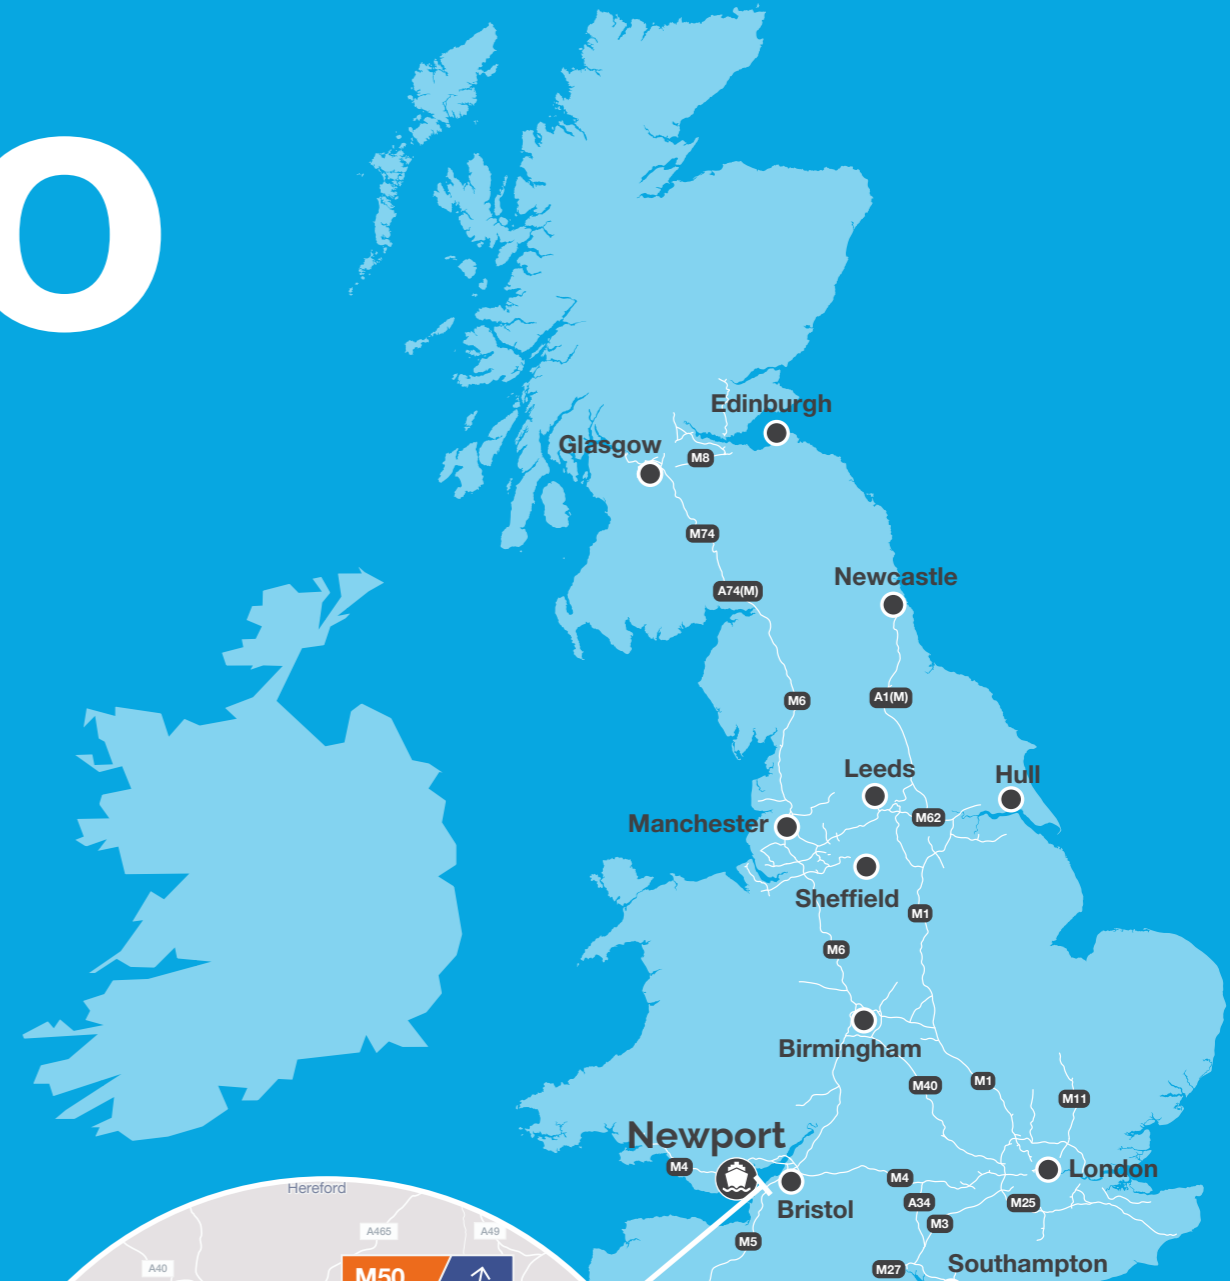 O
Edinburgh
Glasgow
M8
M74
A74(M)
Newcastle
M6
A1(M)
Leeds
Hull
M62
Manchester
Sheffield
M1
M6
Birmingham
M40
M1
M11
Newport
M4
London
Bristol
M4
A34
M25
M3
M5
Southampton
M27
Hereford
A465
A49
A40
M50